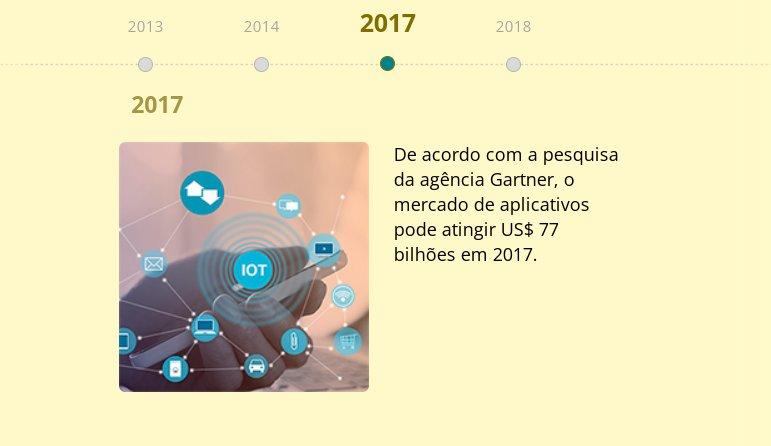 2013 2014 2017 2018
2017
De acordo com a pesquisa
da agência Gartner, o
mercado de aplicativos
pode atingir US$ 77
bilhões em 2017.
IOT